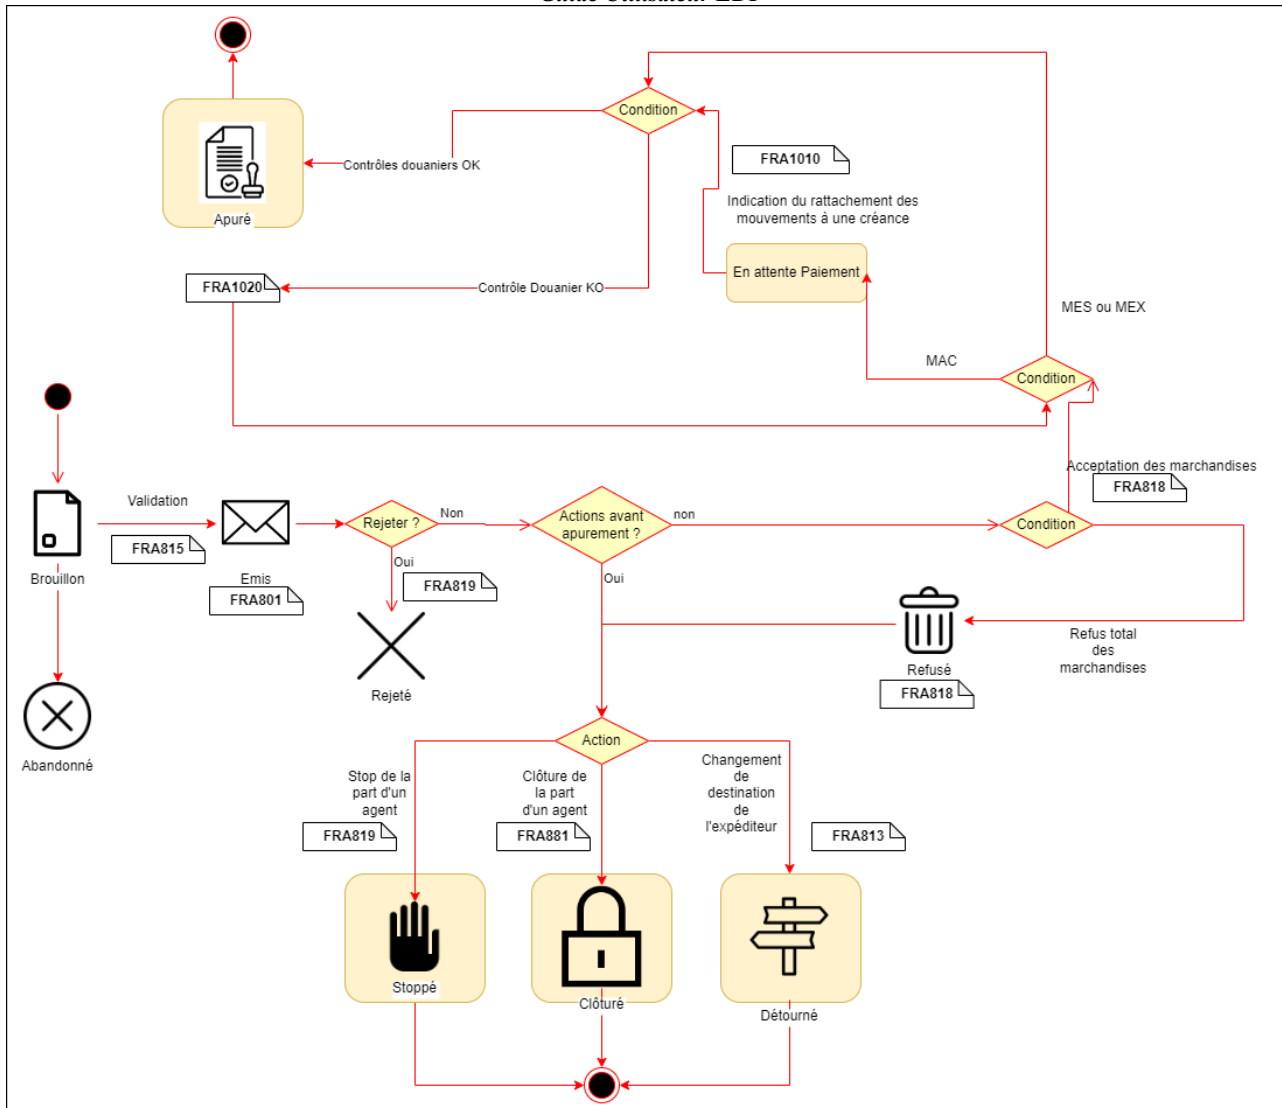 Condition
Contrôles douaniers OK
Apuré
FRA1010
Indication du rattachement des
mouvements à une créance
En attente Paiement
FRA1020
Contrôle Douanier KO
MES ou MEX
MAC
Condition
Acceptation des marchandises
FRA818
Validation
FRA815
Brouillon
Emis
FRA801
Rejeter ?
Non
Oui
FRA819
Rejeté
Actions avant
apurement ?
non
Oui
Condition
Refus total
des
marchandises
Refusé
FRA818
Abandonné
Action
Stop de la
part d'un
agent
FRA819
Clôture de
la part
d'un agent
FRA881
Changement
de
destination
de
l'expéditeur
FRA813
Stoppé
Clôturé
Détourné